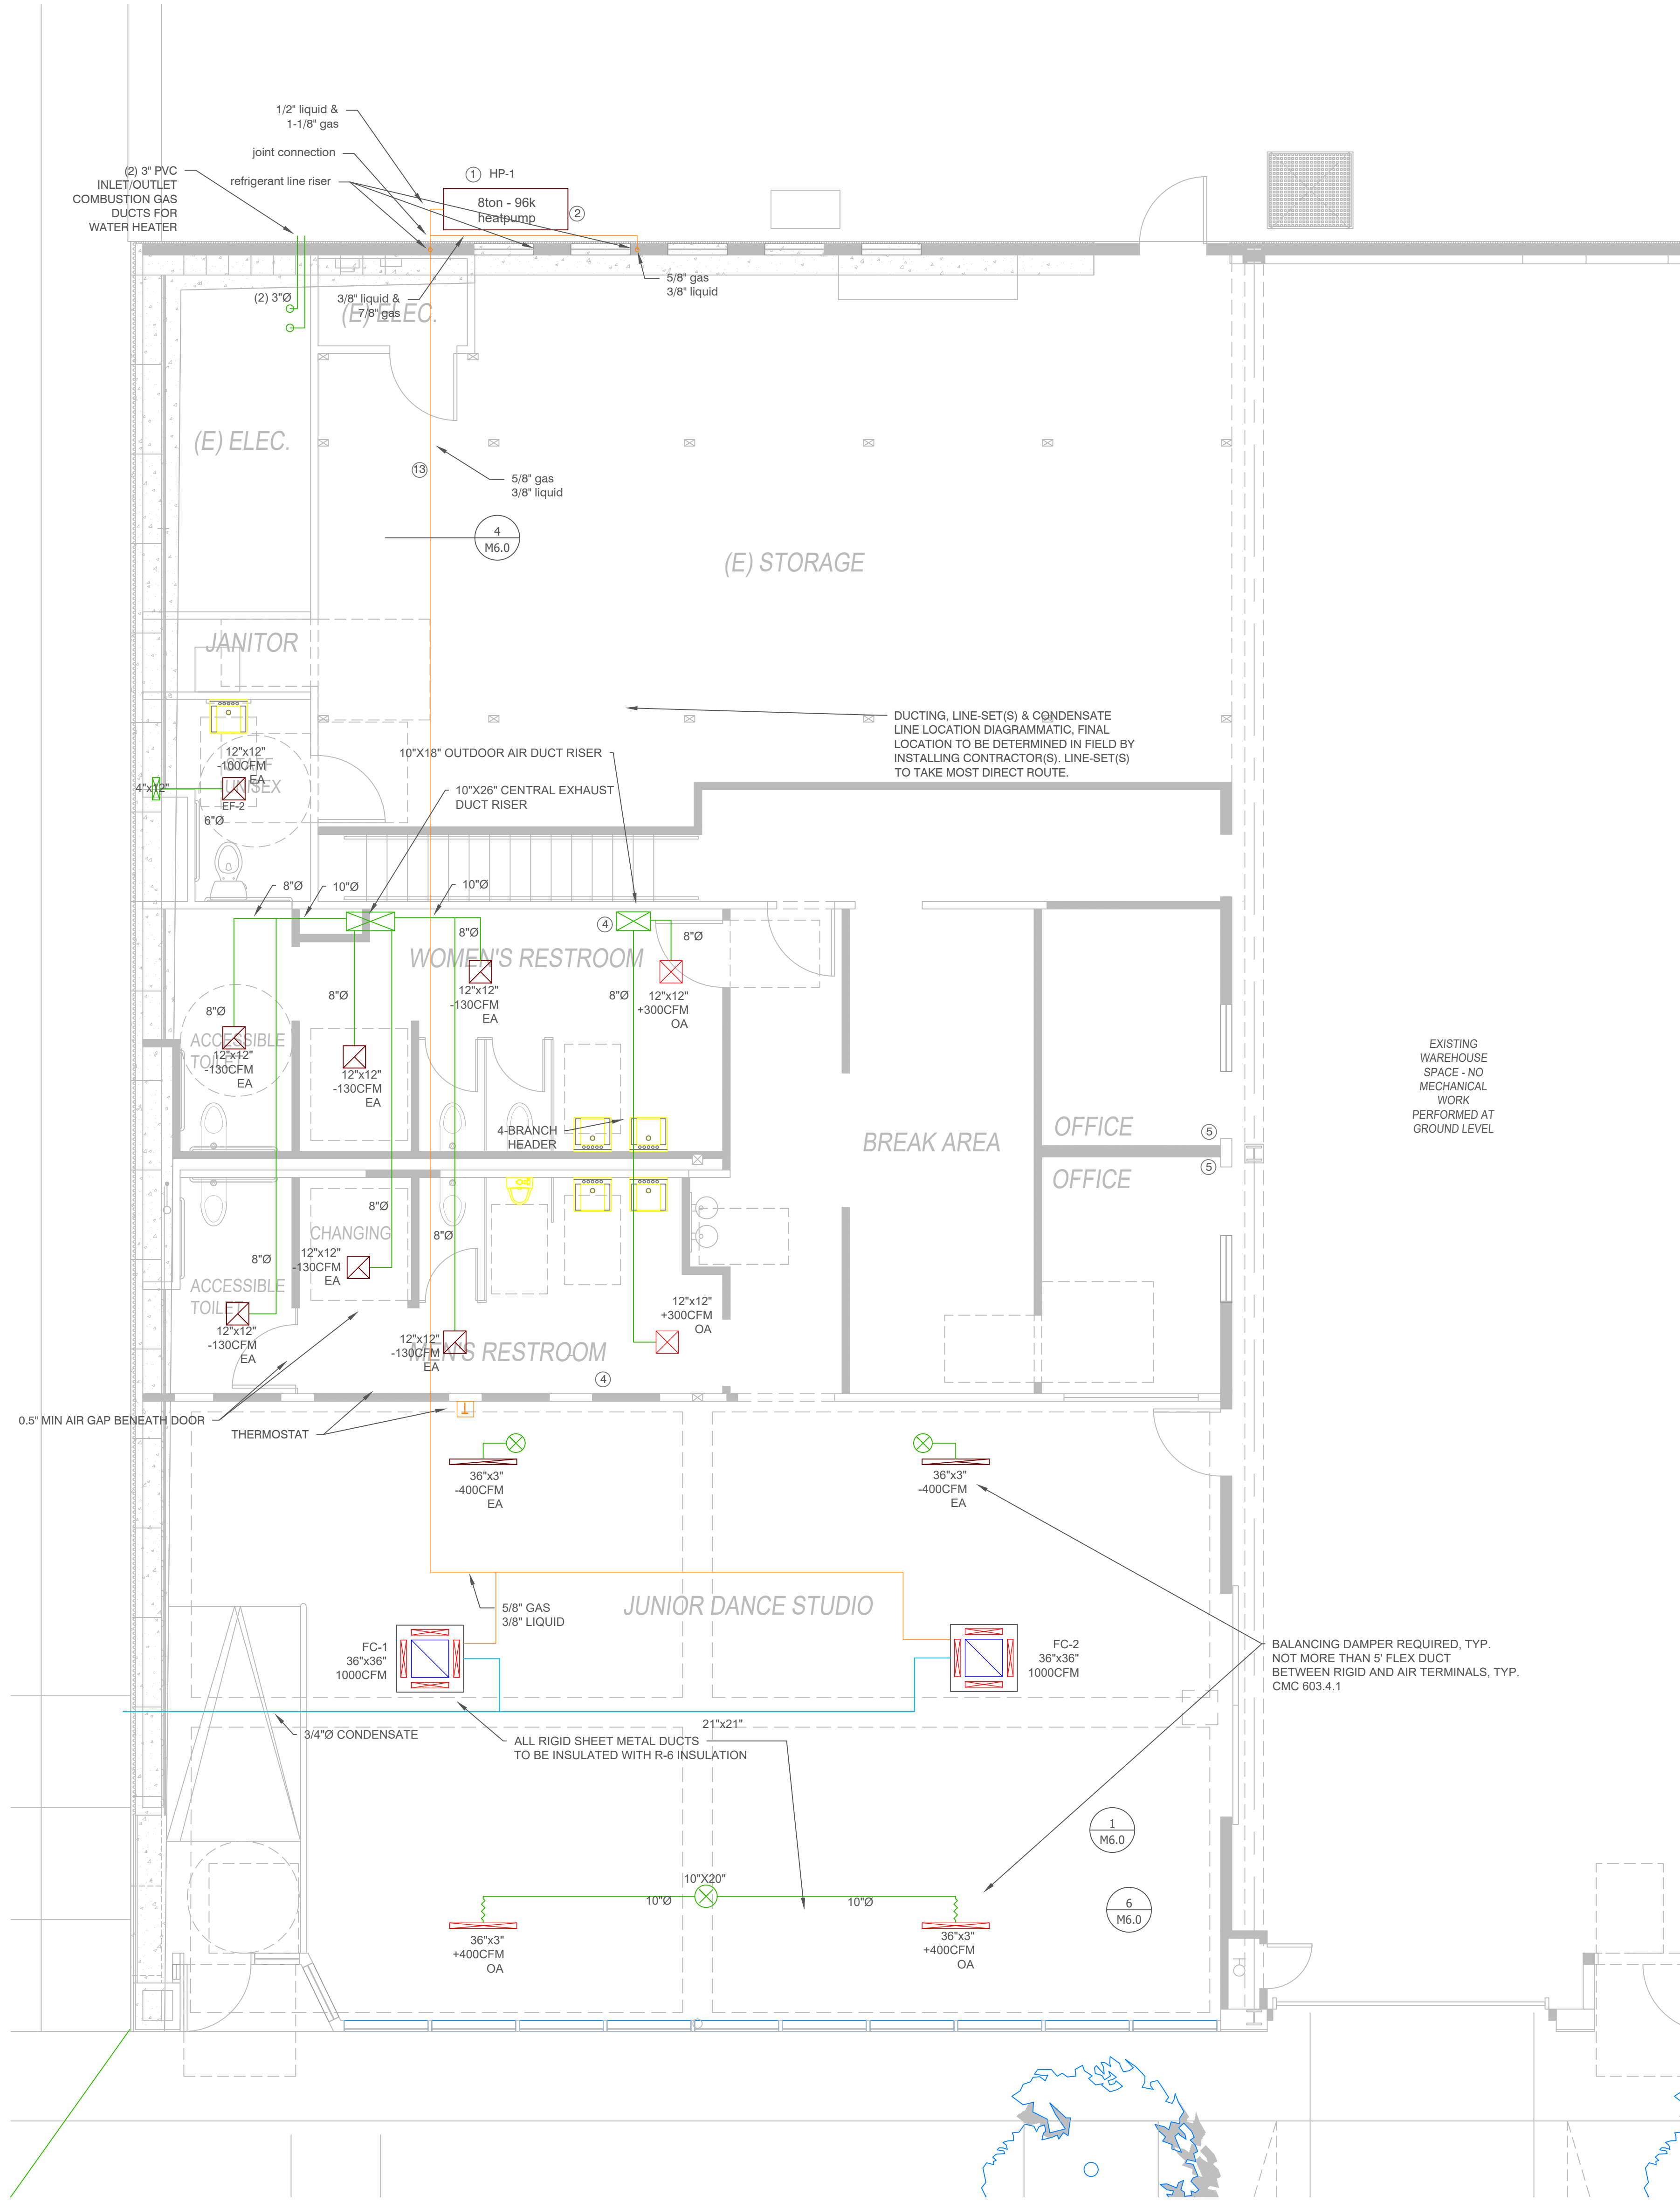 1/2" liquid &
1-1/8" gas
joint connection
refrigerant line riser
(2) 3" PVC
INLET/OUTLET
COMBUSTION GAS
DUCTS FOR
WATER HEATER
1 HP-1
8ton - 96k
heatpump
2
(2) 3"Ø
3/8" liquid &
7/8" gas
(E) ELEC.
5/8" gas
3/8" liquid
(E) ELEC.
13
5/8" gas
3/8" liquid
4
M6.0
(E) STORAGE
JANITOR
DUCTING, LINE-SET(S) & CONDENSATE
LINE LOCATION DIAGRAMMATIC, FINAL
LOCATION TO BE DETERMINED IN FIELD BY
INSTALLING CONTRACTOR(S). LINE-SET(S)
TO TAKE MOST DIRECT ROUTE.
10"X18" OUTDOOR AIR DUCT RISER
10"X26" CENTRAL EXHAUST
DUCT RISER
12"x12"
-100CFM
EA
STAFF
UNISEX
4"x12"
EF-2
6"Ø
8"Ø
10"Ø
10"Ø
4
8"Ø
8"Ø
WOMEN'S RESTROOM
8"Ø
8"Ø
8"Ø
12"x12"
-130CFM
EA
12"x12"
+300CFM
OA
ACCESSIBLE
TOILET
12"x12"
-130CFM
EA
12"x12"
-130CFM
EA
4-BRANCH
HEADER
BREAK AREA
OFFICE
5
5
OFFICE
EXISTING
WAREHOUSE
SPACE - NO
MECHANICAL
WORK
PERFORMED AT
GROUND LEVEL
8"Ø
CHANGING
8"Ø
8"Ø
12"x12"
-130CFM
EA
ACCESSIBLE
TOILET
12"x12"
-130CFM
EA
12"x12"
-130CFM
EA
MEN'S RESTROOM
12"x12"
+300CFM
OA
4
0.5" MIN AIR GAP BENEATH DOOR
THERMOSTAT
T
36"x3"
-400CFM
EA
36"x3"
-400CFM
EA
5/8" GAS
3/8" LIQUID
JUNIOR DANCE STUDIO
FC-1
36"x36"
1000CFM
FC-2
36"x36"
1000CFM
BALANCING DAMPER REQUIRED, TYP.
NOT MORE THAN 5' FLEX DUCT
BETWEEN RIGID AND AIR TERMINALS, TYP.
CMC 603.4.1
21"x21"
3/4"Ø CONDENSATE
ALL RIGID SHEET METAL DUCTS
TO BE INSULATED WITH R-6 INSULATION
1
M6.0
10"X20"
10"Ø
10"Ø
6
M6.0
36"x3"
+400CFM
OA
36"x3"
+400CFM
OA